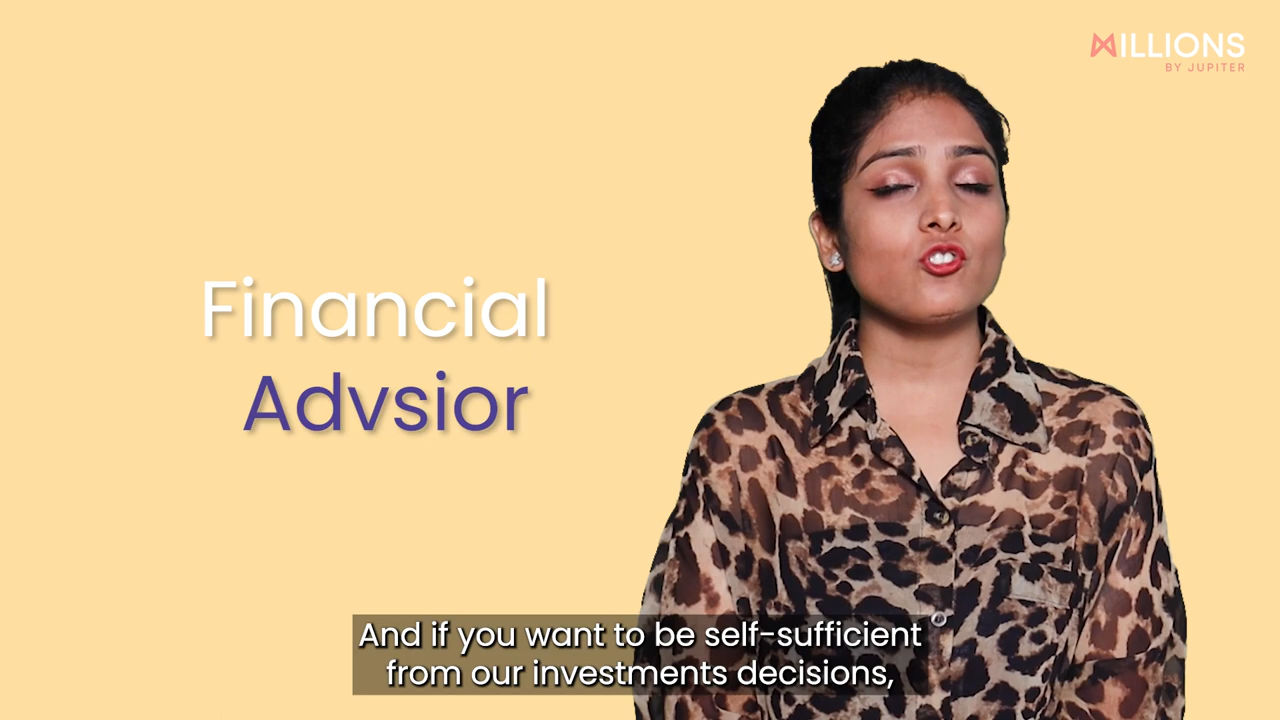 MILLIONS
BY JUPITER
Financial
Advsior
And if you want to be self-sufficient
from our investments decisions,